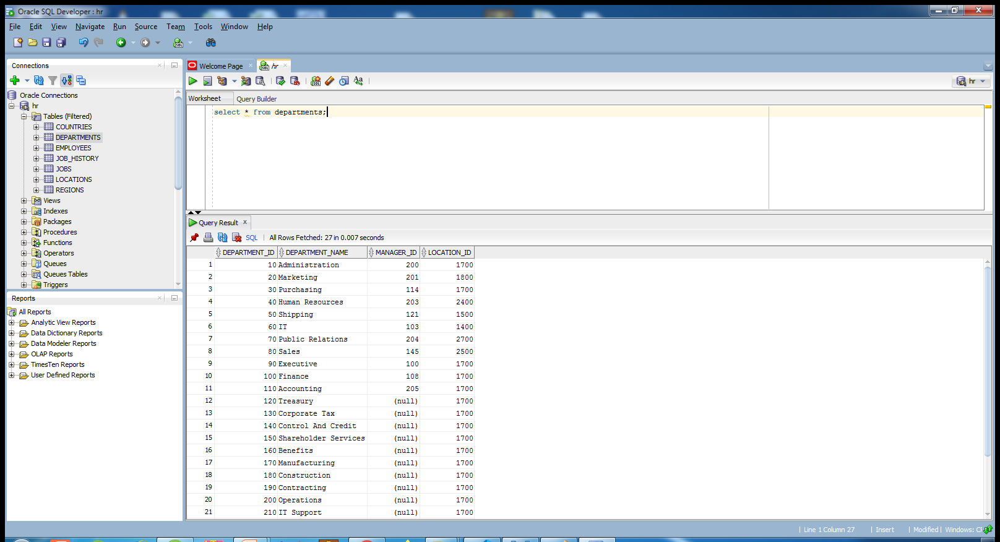 Oracle SQL Developer : hr
File Edit View Navigate Run Source Team Tools Window Help
Connections
Oracle Connections
hr
Tables (Filtered)
COUNTRIES
DEPARTMENTS
EMPLOYEES
JOB_HISTORY
JOBS
LOCATIONS
REGIONS
Views
Indexes
Packages
Procedures
Functions
Operators
Queues
Queues Tables
Triggers
Reports
All Reports
Analytic View Reports
Data Dictionary Reports
Data Modeler Reports
OLAP Reports
TimesTen Reports
User Defined Reports
Welcome Page hr
hr
Worksheet Query Builder
select * from departments;
Query Result
SQL All Rows Fetched: 27 in 0.007 seconds
DEPARTMENT_ID DEPARTMENT_NAME MANAGER_ID LOCATION_ID
1 10 Administration 200 1700
2 20 Marketing 201 1800
3 30 Purchasing 114 1700
4 40 Human Resources 203 2400
5 50 Shipping 121 1500
6 60 IT 103 1400
7 70 Public Relations 204 2700
8 80 Sales 145 2500
9 90 Executive 100 1700
10 100 Finance 108 1700
11 110 Accounting 205 1700
12 120 Treasury (null) 1700
13 130 Corporate Tax (null) 1700
14 140 Control And Credit (null) 1700
15 150 Shareholder Services (null) 1700
16 160 Benefits (null) 1700
17 170 Manufacturing (null) 1700
18 180 Construction (null) 1700
19 190 Contracting (null) 1700
20 200 Operations (null) 1700
21 210 IT Support (null) 1700
Line 1 Column 27 Insert Modified Windows: